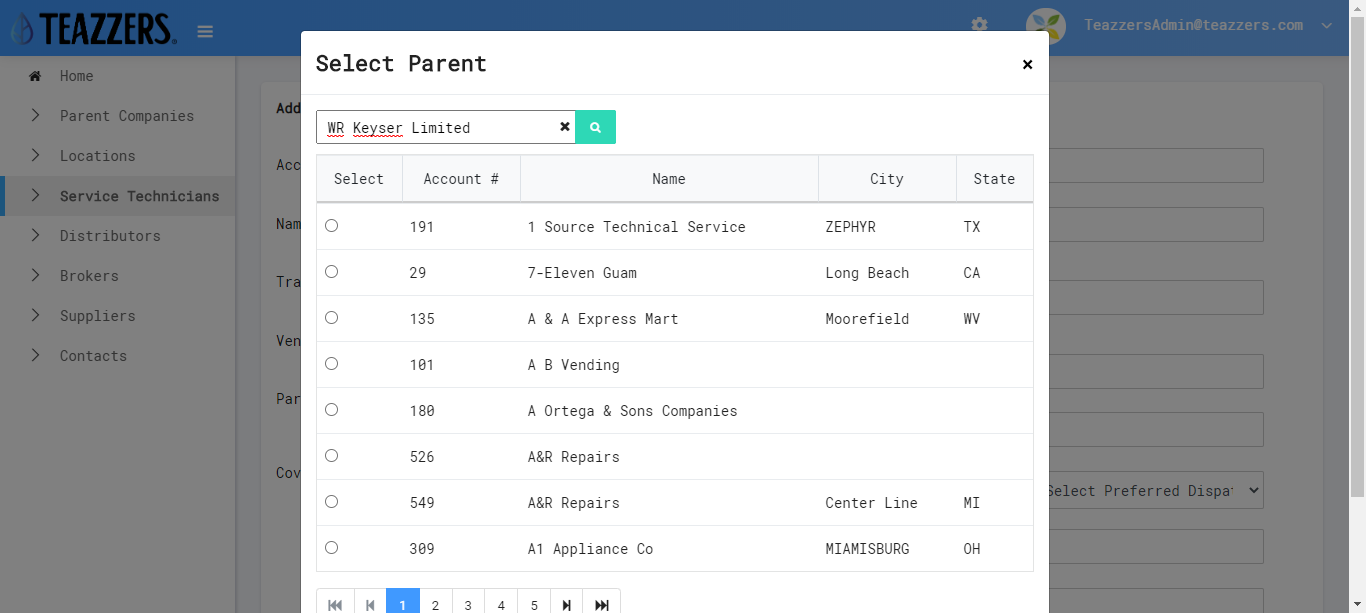 TEAZZERS.
TeazzersAdmin@teazzers.com
Home
Parent Companies
Locations
Service Technicians
Distributors
Brokers
Suppliers
Contacts
Add
Acc
Nam
Tra
Ven
Par
Cov
Select Preferred Dispat
Select Parent
WR Keyser Limited
Select Account # Name City State
191 1 Source Technical Service ZEPHYR TX
29 7-Eleven Guam Long Beach CA
135 A & A Express Mart Moorefield WV
101 A B Vending
180 A Ortega & Sons Companies
526 A&R Repairs
549 A&R Repairs Center Line MI
309 A1 Appliance Co MIAMISBURG OH
1 2 3 4 5